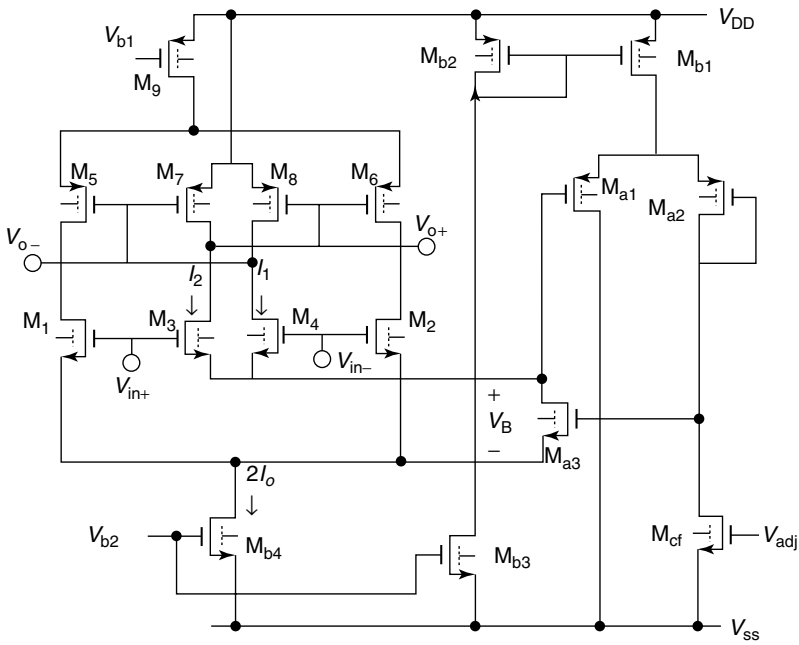 V_DD
V_b1
M_9
M_b2
M_b1
M_5
M_7
M_8
M_6
M_a1
M_a2
V_o−
V_o+
I_2
I_1
M_1
M_3
M_4
M_2
V_in+
V_in−
+
V_B
−
M_a3
2I_o
V_b2
M_b4
M_b3
M_cf
V_adj
V_ss